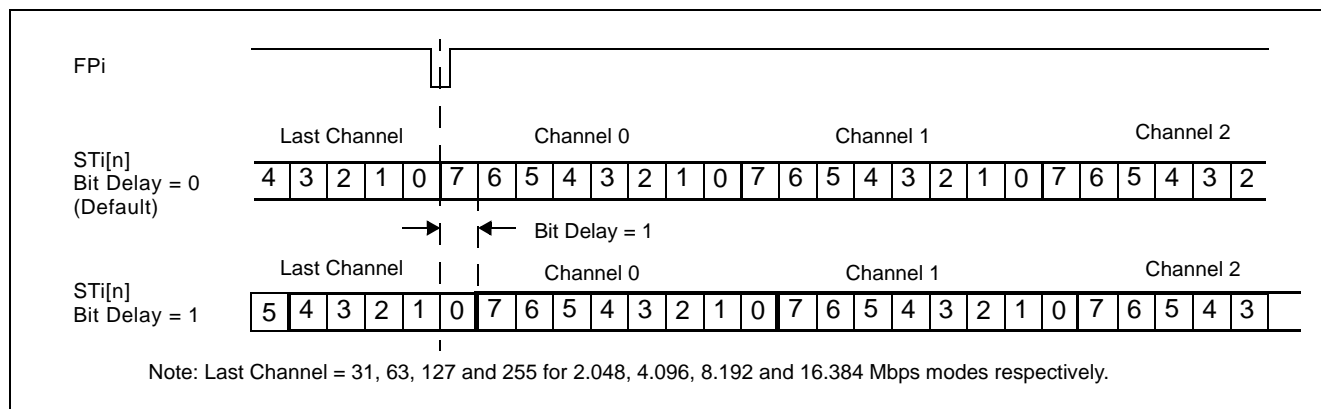 FPi
Last Channel Channel 0 Channel 1 Channel 2
STi[n]
Bit Delay = 0
(Default)
4 3 2 1 0 7 6 5 4 3 2 1 0 7 6 5 4 3 2 1 0 7 6 5 4 3 2
Bit Delay = 1
Last Channel Channel 0 Channel 1 Channel 2
STi[n]
Bit Delay = 1
5 4 3 2 1 0 7 6 5 4 3 2 1 0 7 6 5 4 3 2 1 0 7 6 5 4 3
Note: Last Channel = 31, 63, 127 and 255 for 2.048, 4.096, 8.192 and 16.384 Mbps modes respectively.